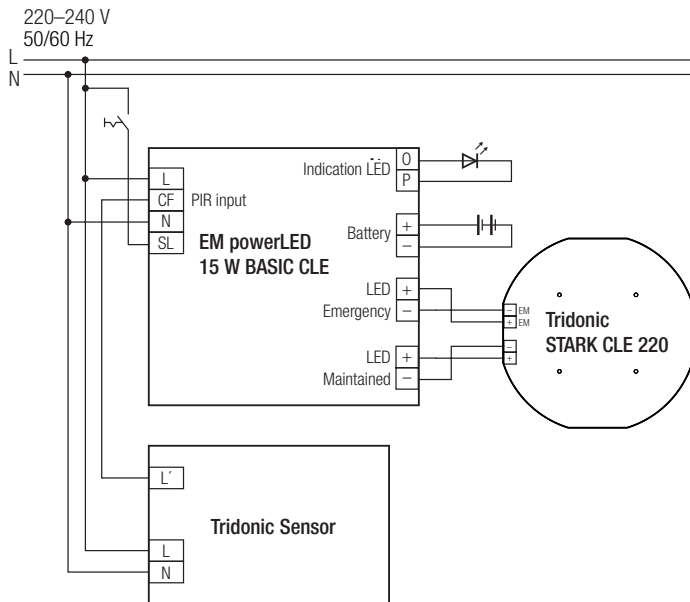 220–240 V
50/60 Hz
L
N
L
CF PIR input
N
SL
EM powerLED
15 W BASIC CLE
Indication LED
O
P
Battery
+
–
LED
Emergency
+
–
LED
Maintained
+
–
– EM
+ EM
–
+
Tridonic
STARK CLE 220
L´
Tridonic Sensor
L
N